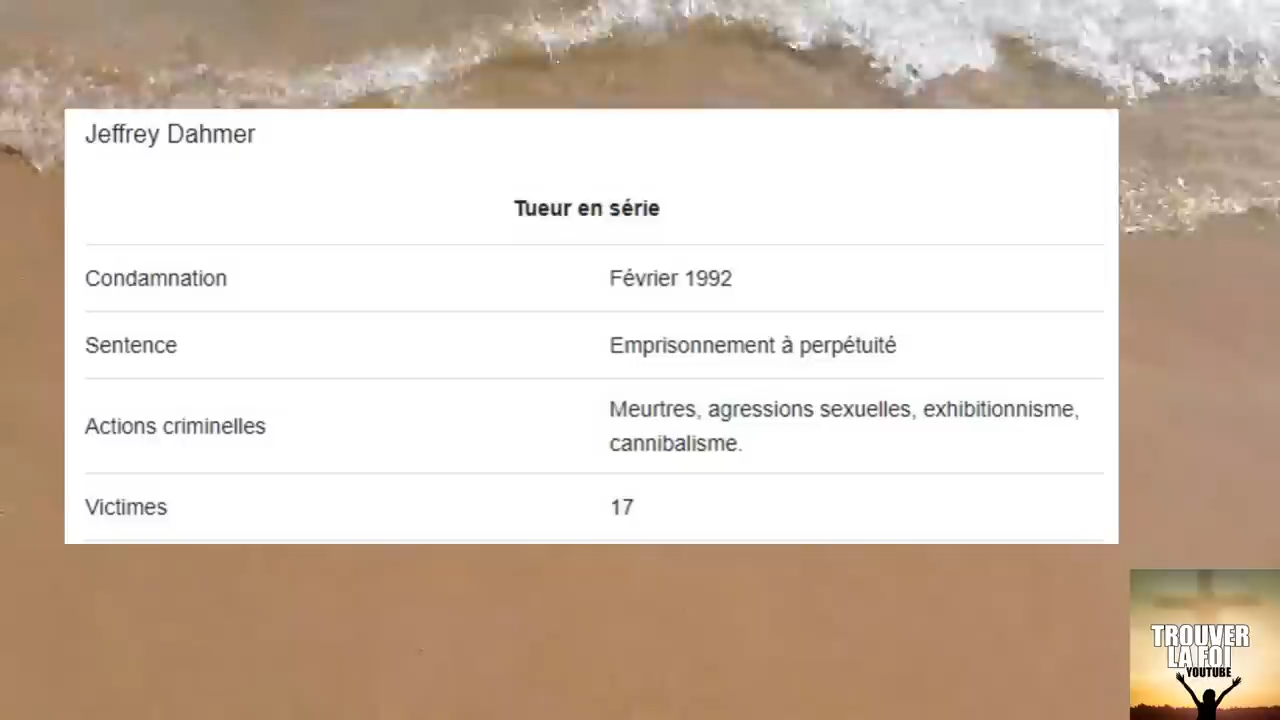 Jeffrey Dahmer
Tueur en série
Condamnation Février 1992
Sentence Emprisonnement à perpétuité
Actions criminelles Meurtres, agressions sexuelles, exhibitionnisme,
cannibalisme.
Victimes 17
TROUVER
LA FOI
YOUTUBE